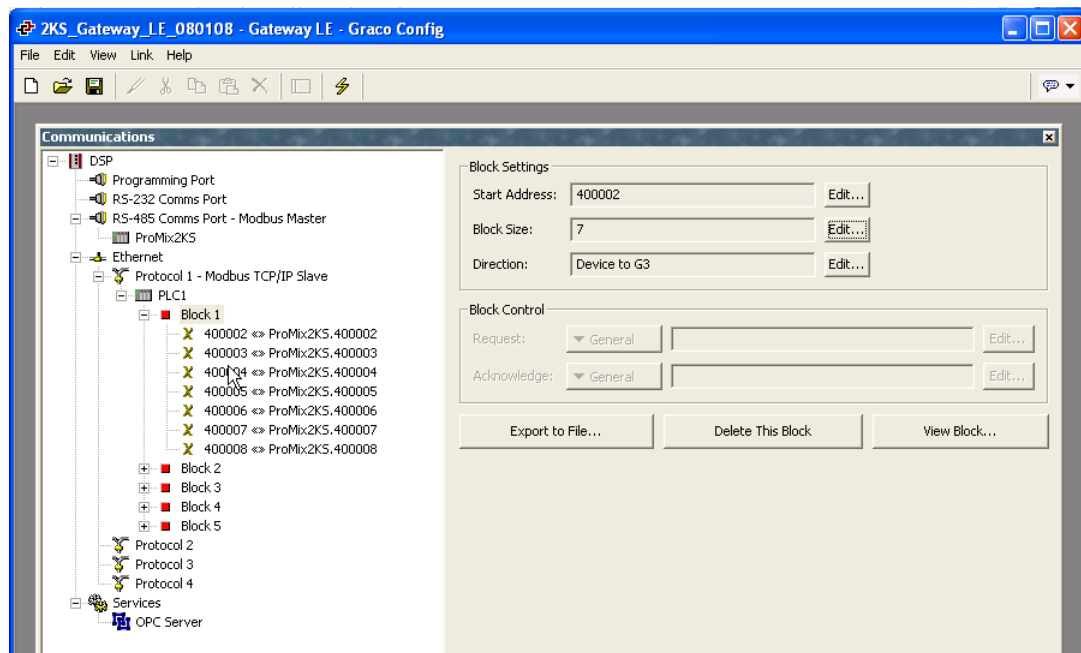 2KS_Gateway_LE_080108 - Gateway LE - Graco Config
File Edit View Link Help
Communications
DSP
Programming Port
RS-232 Comms Port
RS-485 Comms Port - Modbus Master
ProMix2KS
Ethernet
Protocol 1 - Modbus TCP/IP Slave
PLC1
Block 1
400002 «» ProMix2KS.400002
400003 «» ProMix2KS.400003
400004 «» ProMix2KS.400004
400005 «» ProMix2KS.400005
400006 «» ProMix2KS.400006
400007 «» ProMix2KS.400007
400008 «» ProMix2KS.400008
Block 2
Block 3
Block 4
Block 5
Protocol 2
Protocol 3
Protocol 4
Services
OPC Server
Block Settings
Start Address: 400002 Edit...
Block Size: 7 Edit...
Direction: Device to G3 Edit...
Block Control
Request: General Edit...
Acknowledge: General Edit...
Export to File... Delete This Block View Block...